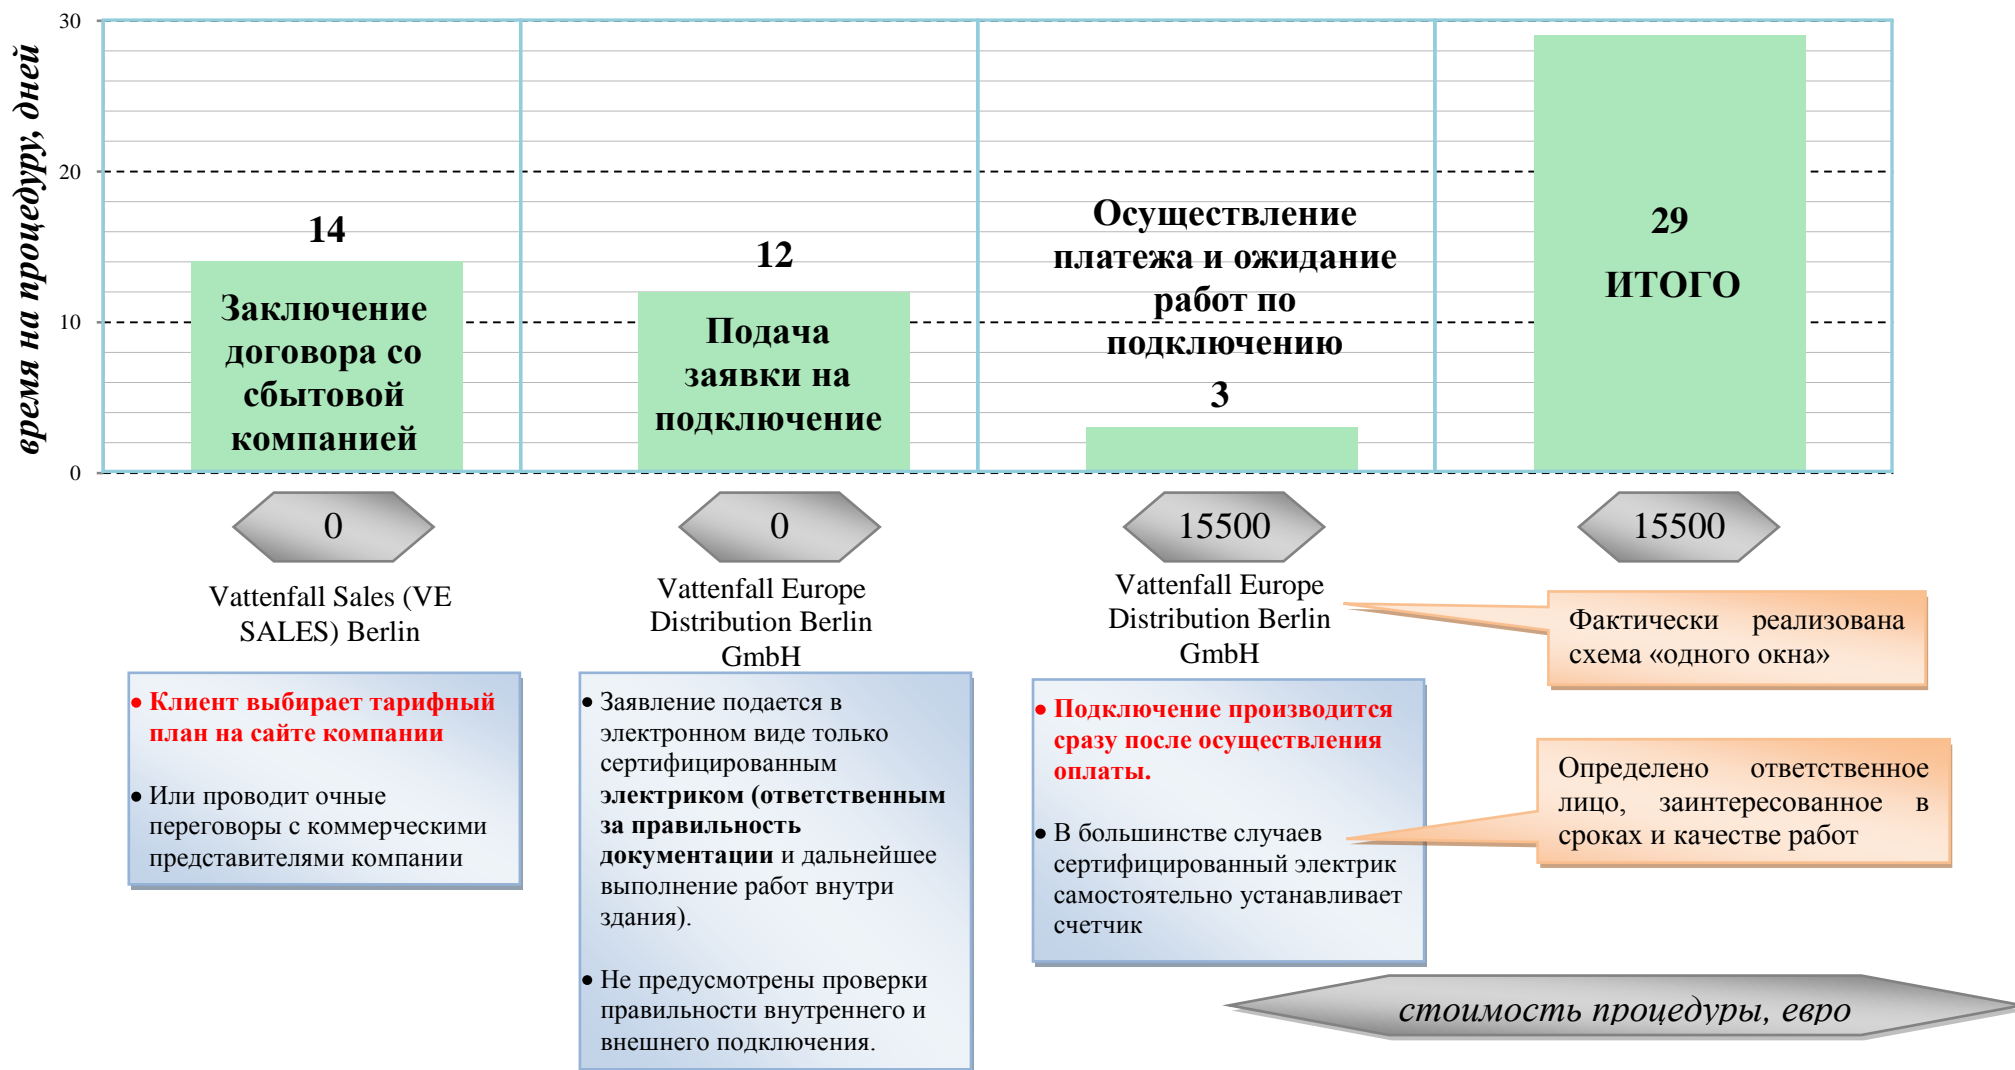 время на процедуру, дней
30
20
10
0
14
Заключение
договора со
сбытовой
компанией
12
Подача
заявки на
подключение
Осуществление
платежа и ожидание
работ по
подключению
3
29
ИТОГО
0
0
15500
15500
Vattenfall Sales (VE
SALES) Berlin
Vattenfall Europe
Distribution Berlin
GmbH
Vattenfall Europe
Distribution Berlin
GmbH
Фактически реализована
схема «одного окна»
• Клиент выбирает тарифный
план на сайте компании
• Или проводит очные
переговоры с коммерческими
представителями компании
• Заявление подается в
электронном виде только
сертифицированным
электриком (ответственным
за правильность
документации и дальнейшее
выполнение работ внутри
здания).
• Не предусмотрены проверки
правильности внутреннего и
внешнего подключения.
• Подключение производится
сразу после осуществления
оплаты.
• В большинстве случаев
сертифицированный электрик
самостоятельно устанавливает
счетчик
Определено ответственное
лицо, заинтересованное в
сроках и качестве работ
стоимость процедуры, евро